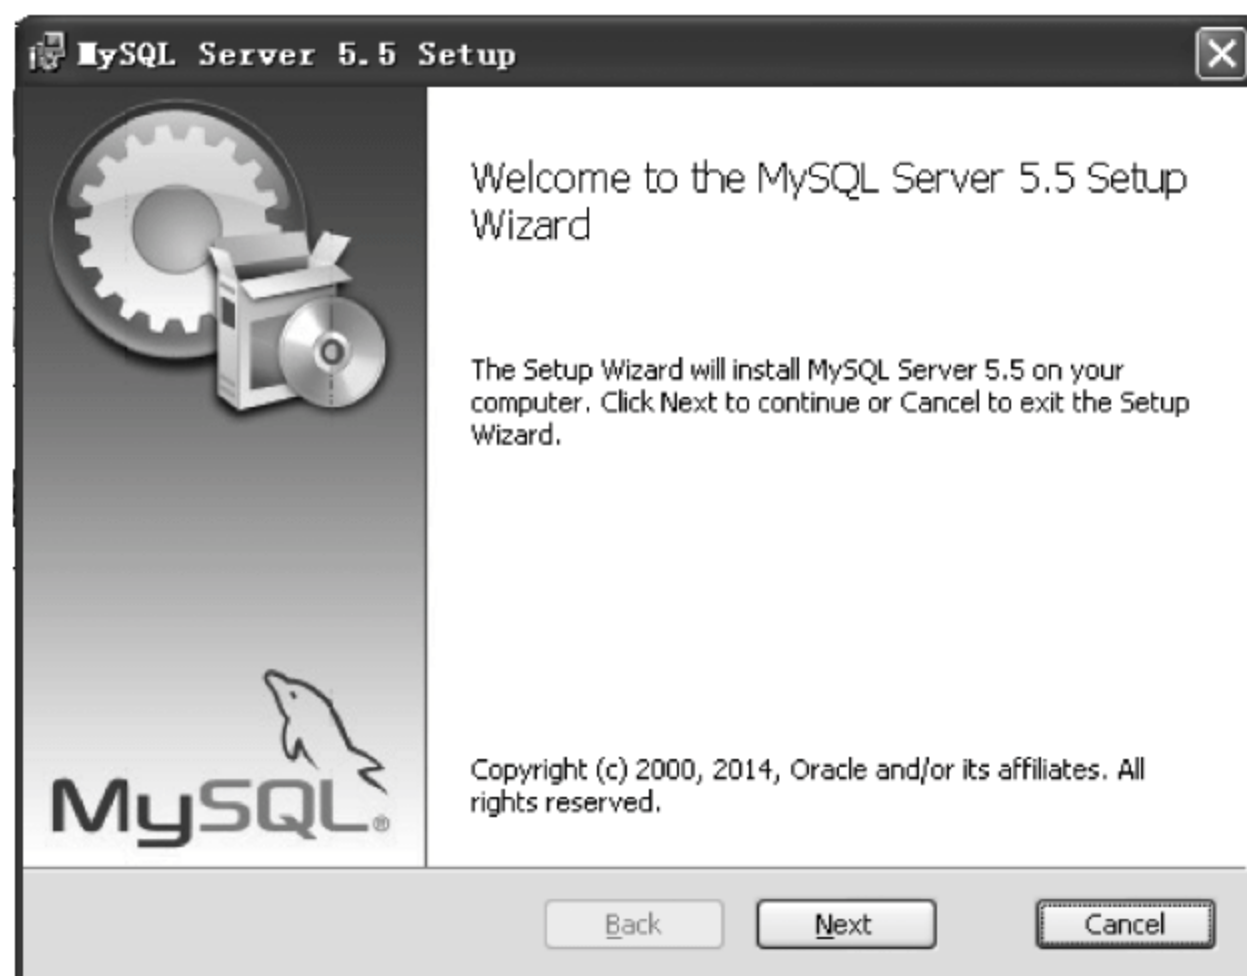 MySQL Server 5.5 Setup
Welcome to the MySQL Server 5.5 Setup
Wizard
The Setup Wizard will install MySQL Server 5.5 on your
computer. Click Next to continue or Cancel to exit the Setup
Wizard.
MySQL®
Copyright (c) 2000, 2014, Oracle and/or its affiliates. All
rights reserved.
Back
Next
Cancel